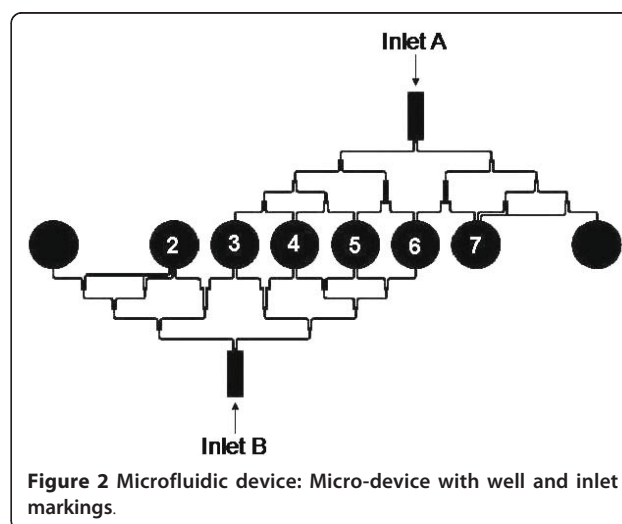 Inlet A
2 3 4 5 6 7
Inlet B
Figure 2 Microfluidic device: Micro-device with well and inlet
markings.